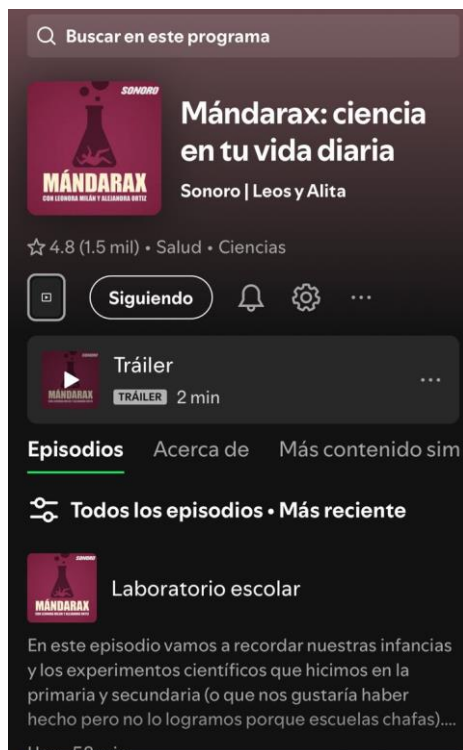 Buscar en este programa
SONORO
MÁNDARAX
CON LEONORA MILÁN Y ALEJANDRA ORTIZ
Mándarax: ciencia
en tu vida diaria
Sonoro | Leos y Alita
4.8 (1.5 mil) • Salud • Ciencias
Siguiendo
SONORO
MÁNDARAX
Tráiler
TRÁILER 2 min
Episodios Acerca de Más contenido sim
Todos los episodios • Más reciente
SONORO
MÁNDARAX
Laboratorio escolar
En este episodio vamos a recordar nuestras infancias
y los experimentos científicos que hicimos en la
primaria y secundaria (o que nos gustaría haber
hecho pero no lo logramos porque escuelas chafas)....